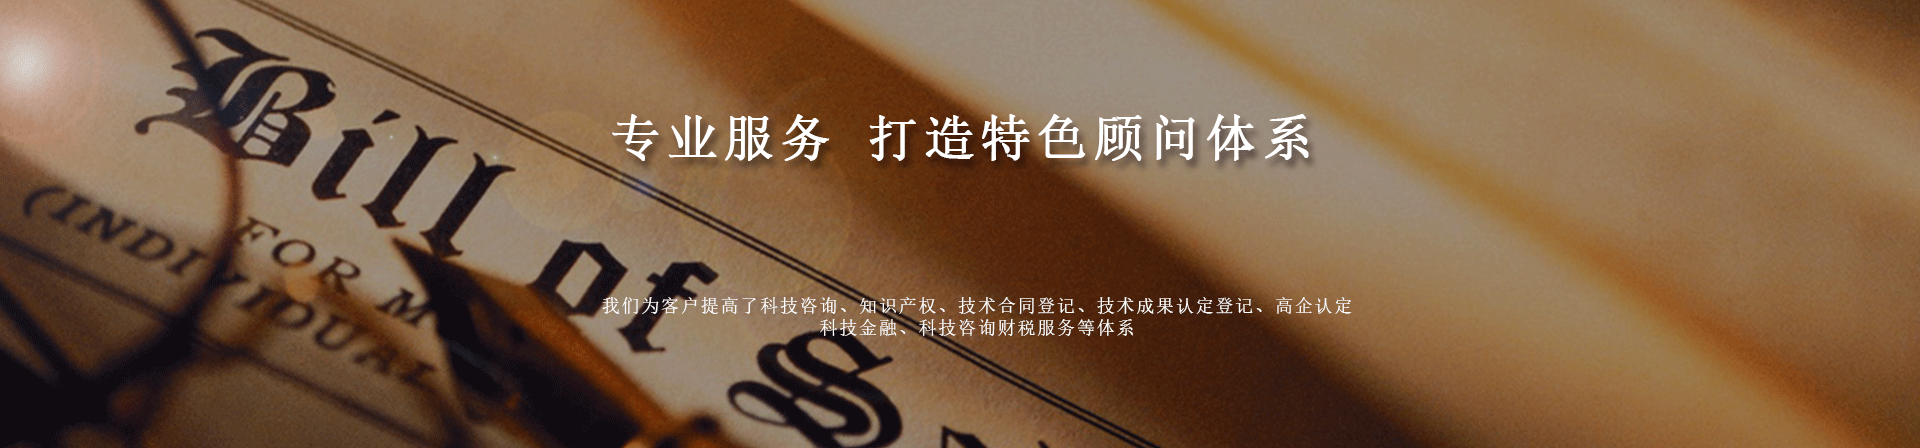 专业服务 打造特色顾问体系
我们为客户提高了科技咨询、知识产权、技术合同登记、技术成果认定登记、高企认定
科技金融、科技咨询财税服务等体系
Bill of S
FOR M
(INDIVIDUAL